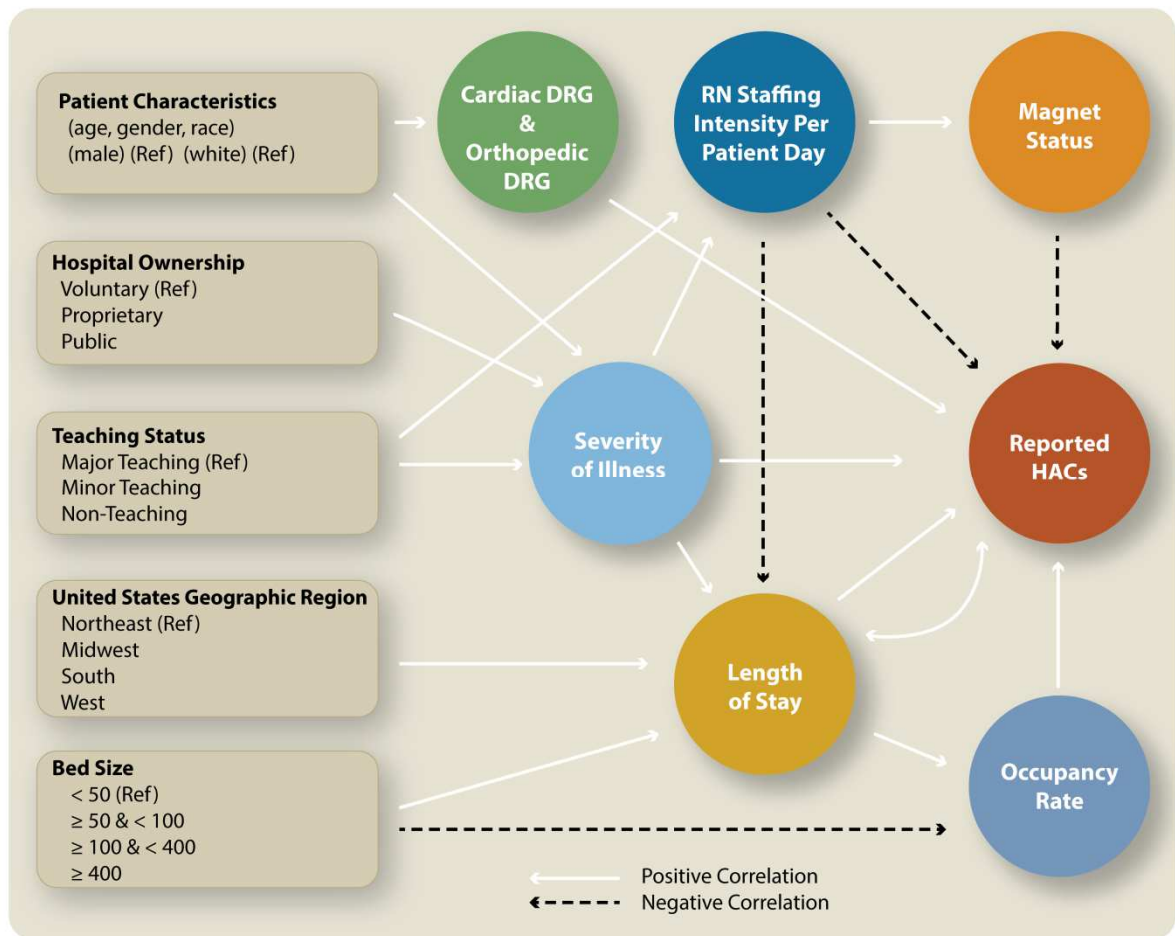 Patient Characteristics
(age, gender, race)
(male) (Ref) (white) (Ref)
Hospital Ownership
Voluntary (Ref)
Proprietary
Public
Teaching Status
Major Teaching (Ref)
Minor Teaching
Non-Teaching
United States Geographic Region
Northeast (Ref)
Midwest
South
West
Bed Size
< 50 (Ref)
≥ 50 & < 100
≥ 100 & < 400
≥ 400
Cardiac DRG
&
Orthopedic
DRG
RN Staffing
Intensity Per
Patient Day
Magnet
Status
Severity
of Illness
Reported
HACs
Length
of Stay
Occupancy
Rate
Positive Correlation
Negative Correlation